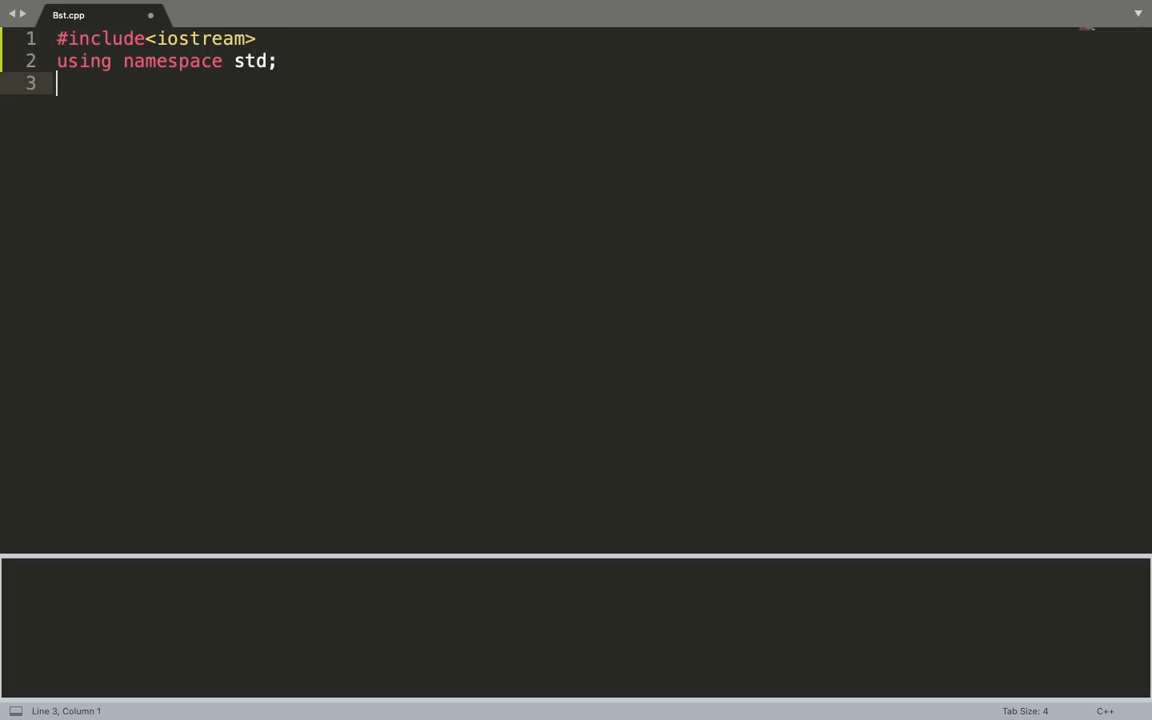 Bst.cpp
1 #include<iostream>
2 using namespace std;
3
Line 3, Column 1
Tab Size: 4
C++